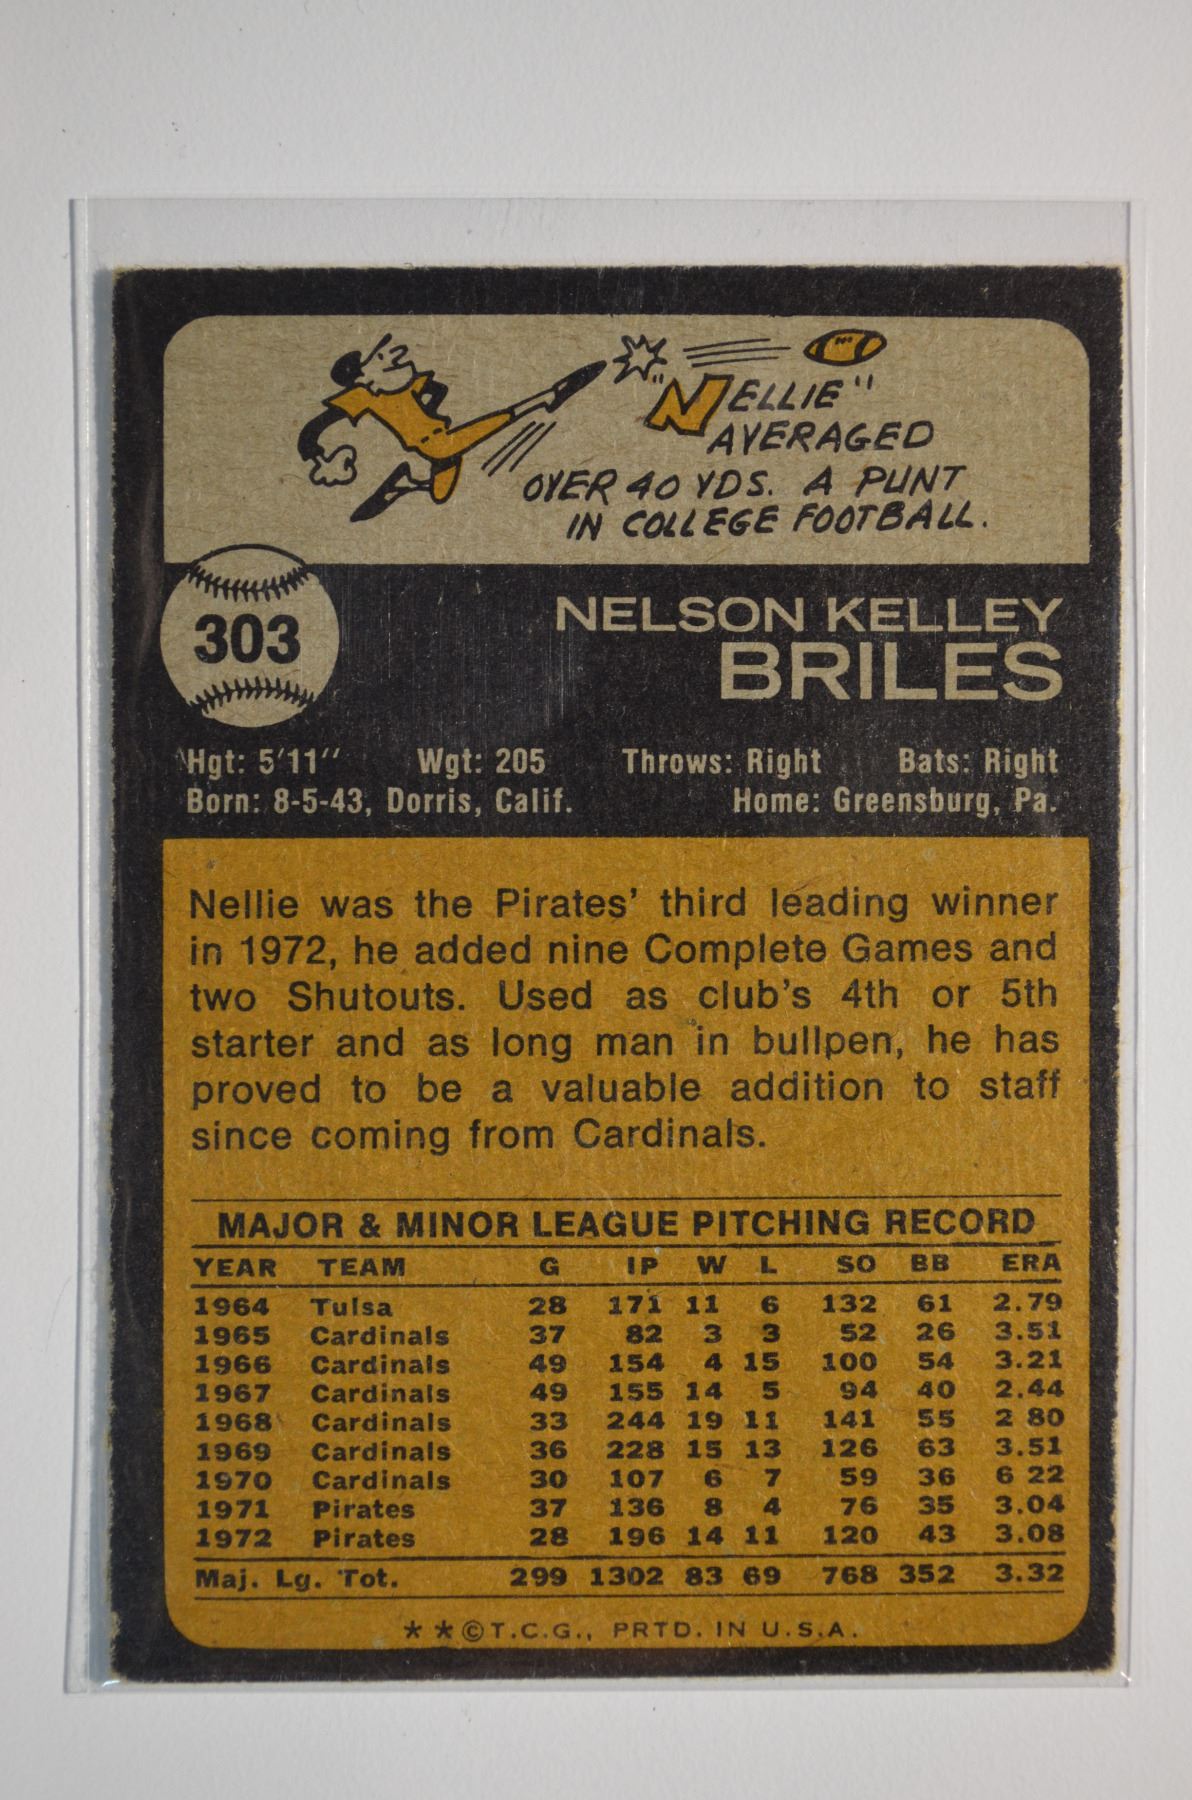 "NELLIE"
AVERAGED
OVER 40 YDS. A PUNT
IN COLLEGE FOOTBALL.
303
NELSON KELLEY
BRILES
Hgt: 5'11" Wgt: 205 Throws: Right Bats: Right
Born: 8-5-43, Dorris, Calif. Home: Greensburg, Pa.
Nellie was the Pirates' third leading winner
in 1972, he added nine Complete Games and
two Shutouts. Used as club's 4th or 5th
starter and as long man in bullpen, he has
proved to be a valuable addition to staff
since coming from Cardinals.
MAJOR & MINOR LEAGUE PITCHING RECORD
YEAR TEAM G IP W L SO BB ERA
1964 Tulsa 28 171 11 6 132 61 2.79
1965 Cardinals 37 82 3 3 52 26 3.51
1966 Cardinals 49 154 4 15 100 54 3.21
1967 Cardinals 49 155 14 5 94 40 2.44
1968 Cardinals 33 244 19 11 141 55 2 80
1969 Cardinals 36 228 15 13 126 63 3.51
1970 Cardinals 30 107 6 7 59 36 6 22
1971 Pirates 37 136 8 4 76 35 3.04
1972 Pirates 28 196 14 11 120 43 3.08
Maj. Lg. Tot. 299 1302 83 69 768 352 3.32
* * © T.C.G., PRTD. IN U.S.A.